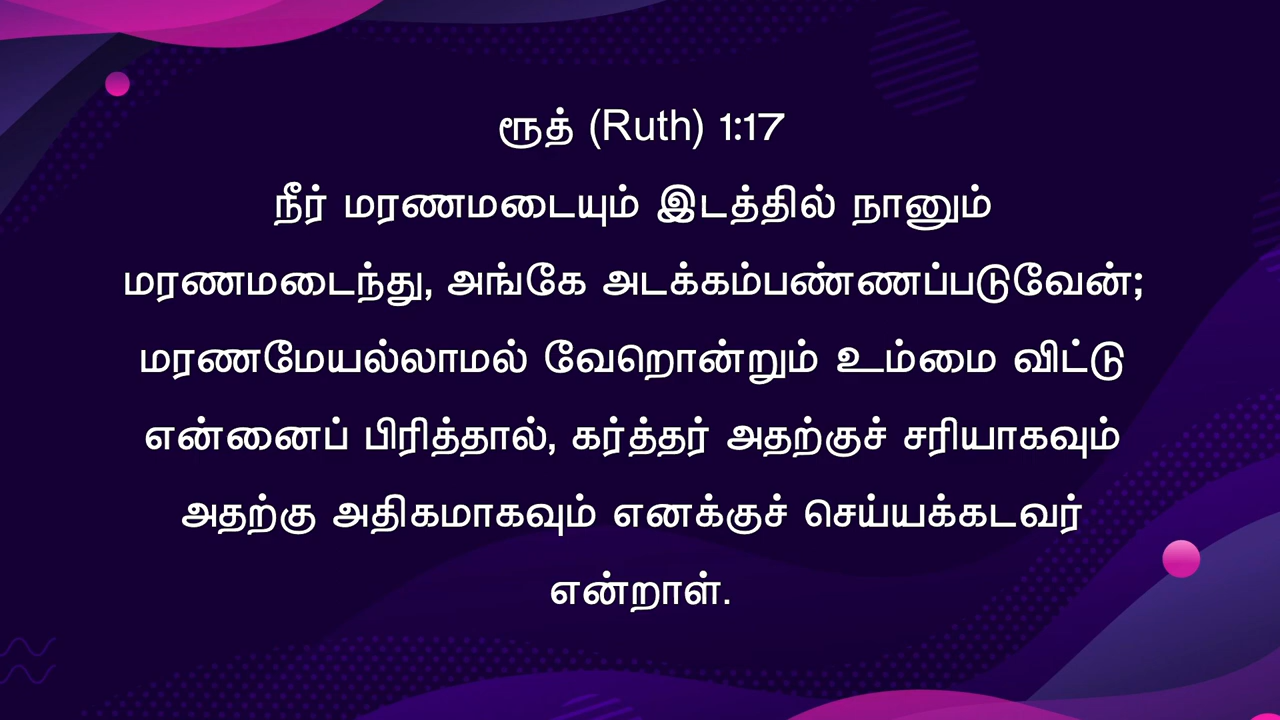 ரூத் (Ruth) 1:17
நீர் மரணமடையும் இடத்தில் நானும்
மரணமடைந்து, அங்கே அடக்கம்பண்ணப்படுவேன்;
மரணமேயல்லாமல் வேறொன்றும் உம்மை விட்டு
என்னைப் பிரித்தால், கர்த்தர் அதற்குச் சரியாகவும்
அதற்கு அதிகமாகவும் எனக்குச் செய்யக்கடவர்
என்றாள்.